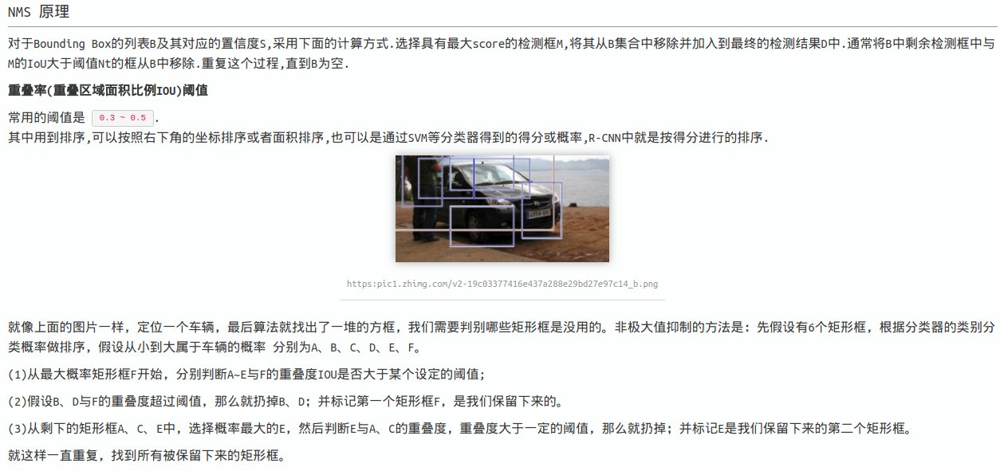 NMS 原理
对于Bounding Box的列表B及其对应的置信度S,采用下面的计算方式.选择具有最大score的检测框M,将其从B集合中移除并加入到最终的检测结果D中.通常将B中剩余检测框中与
M的IoU大于阈值Nt的框从B中移除.重复这个过程,直到B为空.
重叠率(重叠区域面积比例IOU)阈值
常用的阈值是 0.3 ~ 0.5 .
其中用到排序,可以按照右下角的坐标排序或者面积排序,也可以是通过SVM等分类器得到的得分或概率,R-CNN中就是按得分进行的排序.
https:pic1.zhimg.com/v2-19c03377416e437a288e29bd27e97c14_b.png
就像上面的图片一样，定位一个车辆，最后算法就找出了一堆的方框，我们需要判别哪些矩形框是没用的。非极大值抑制的方法是：先假设有6个矩形框，根据分类器的类别分
类概率做排序，假设从小到大属于车辆的概率 分别为A、B、C、D、E、F。
(1)从最大概率矩形框F开始，分别判断A~E与F的重叠度IOU是否大于某个设定的阈值;
(2)假设B、D与F的重叠度超过阈值，那么就扔掉B、D；并标记第一个矩形框F，是我们保留下来的。
(3)从剩下的矩形框A、C、E中，选择概率最大的E，然后判断E与A、C的重叠度，重叠度大于一定的阈值，那么就扔掉；并标记E是我们保留下来的第二个矩形框。
就这样一直重复，找到所有被保留下来的矩形框。